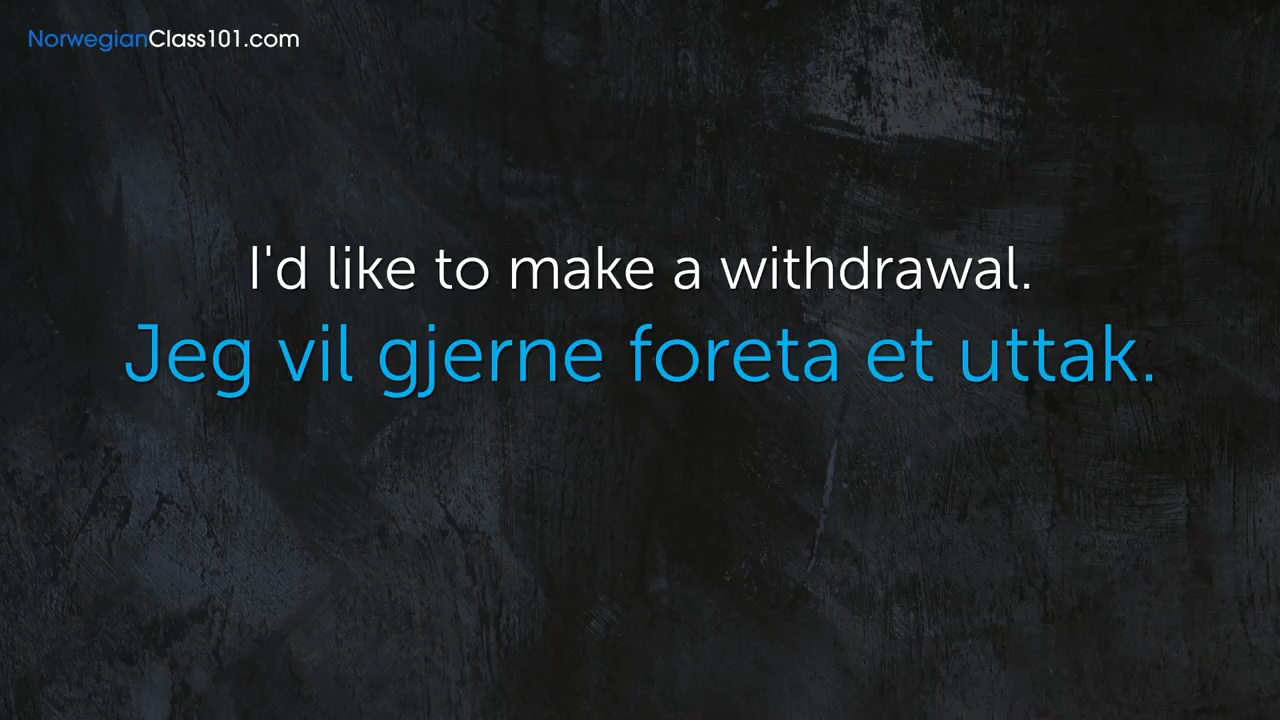 NorwegianClass101.com
I'd like to make a withdrawal.
Jeg vil gjerne foreta et uttak.